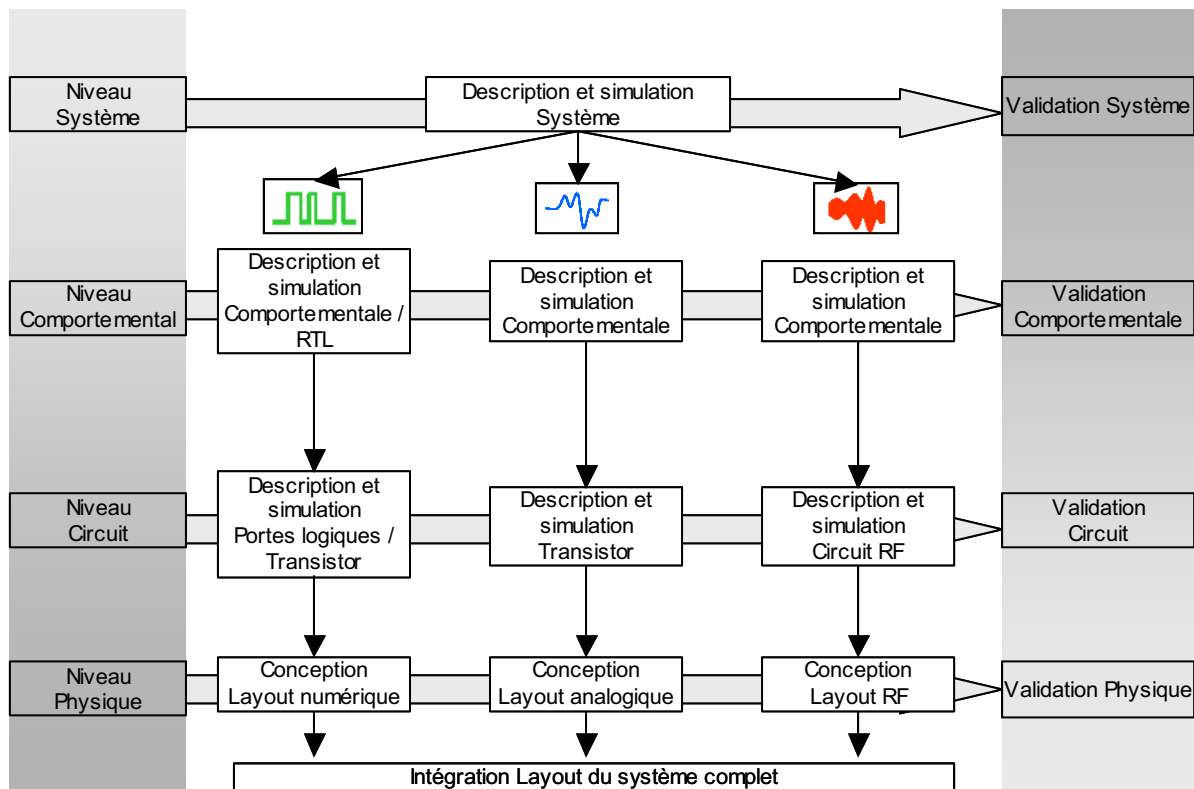 Niveau
Système
Description et simulation
Système
Validation Système
Niveau
Comportemental
Description et
simulation
Comportementale /
RTL
Description et
simulation
Comportementale
Description et
simulation
Comportementale
Validation
Comportementale
Niveau
Circuit
Description et
simulation
Portes logiques /
Transistor
Description et
simulation
Transistor
Description et
simulation
Circuit RF
Validation
Circuit
Niveau
Physique
Conception
Layout numérique
Conception
Layout analogique
Conception
Layout RF
Validation Physique
Intégration Layout du système complet